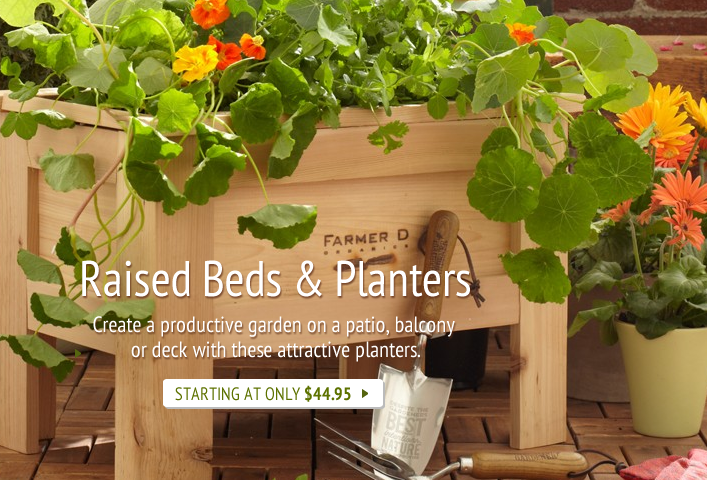 FARMER D
ORGANICS
Raised Beds & Planters
Create a productive garden on a patio, balcony
or deck with these attractive planters.
STARTING AT ONLY $44.95
BEST
NATURE